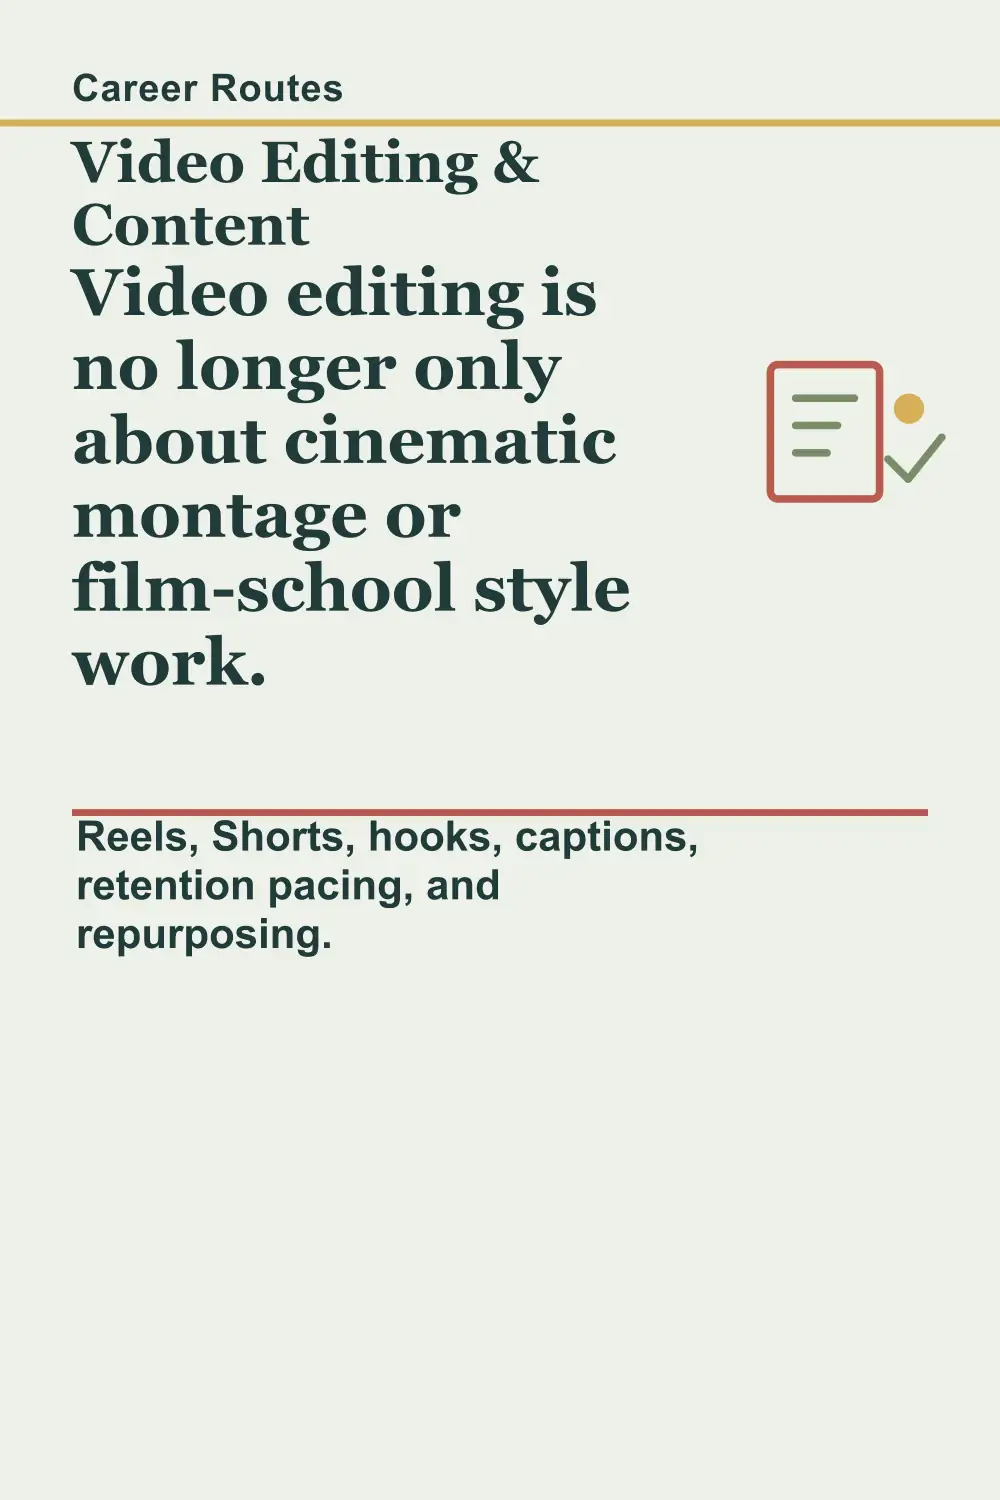 Career Routes
Video Editing &
Content
Video editing is
no longer only
about cinematic
montage or
film-school style
work.
Reels, Shorts, hooks, captions,
retention pacing, and
repurposing.